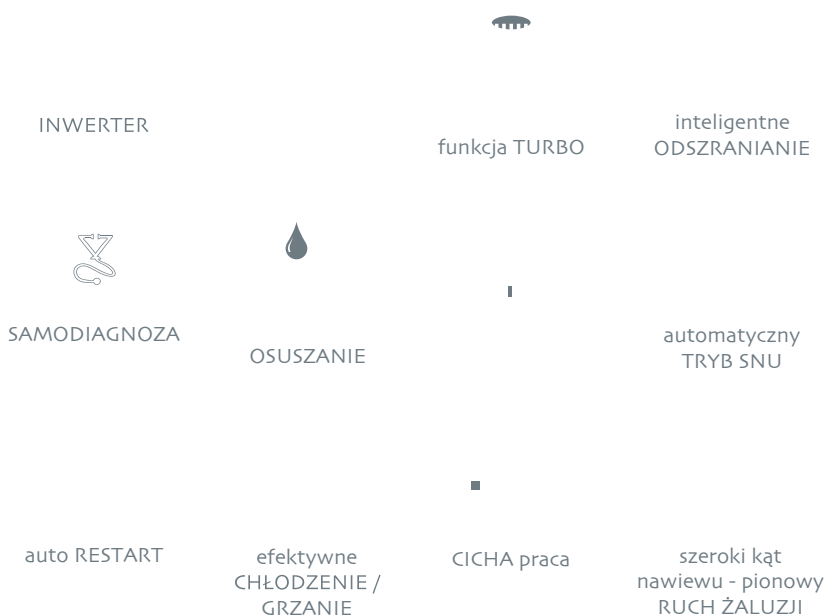 INWERTER
funkcja TURBO
inteligentne
ODSZRANIANIE
SAMODIAGNOZA
OSUSZANIE
automatyczny
TRYB SNU
auto RESTART
efektywne
CHŁODZENIE /
GRZANIE
CICHA praca
szeroki kąt
nawiewu - pionowy
RUCH ŻALUZJI